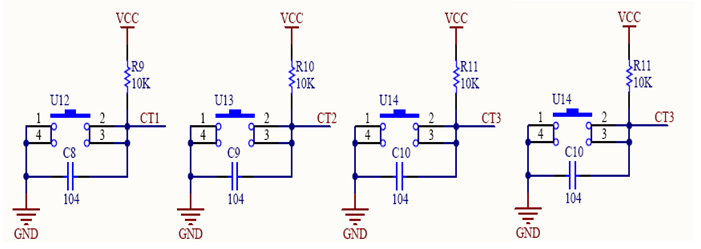 VCC VCC VCC VCC
R9 R10 R11 R11
10K 10K 10K 10K
U12 U13 U14 U14
1 2 CT1 1 2 CT2 1 2 CT3 1 2 CT3
4 3 4 3 4 3 4 3
C8 C9 C10 C10
104 104 104 104
GND GND GND GND